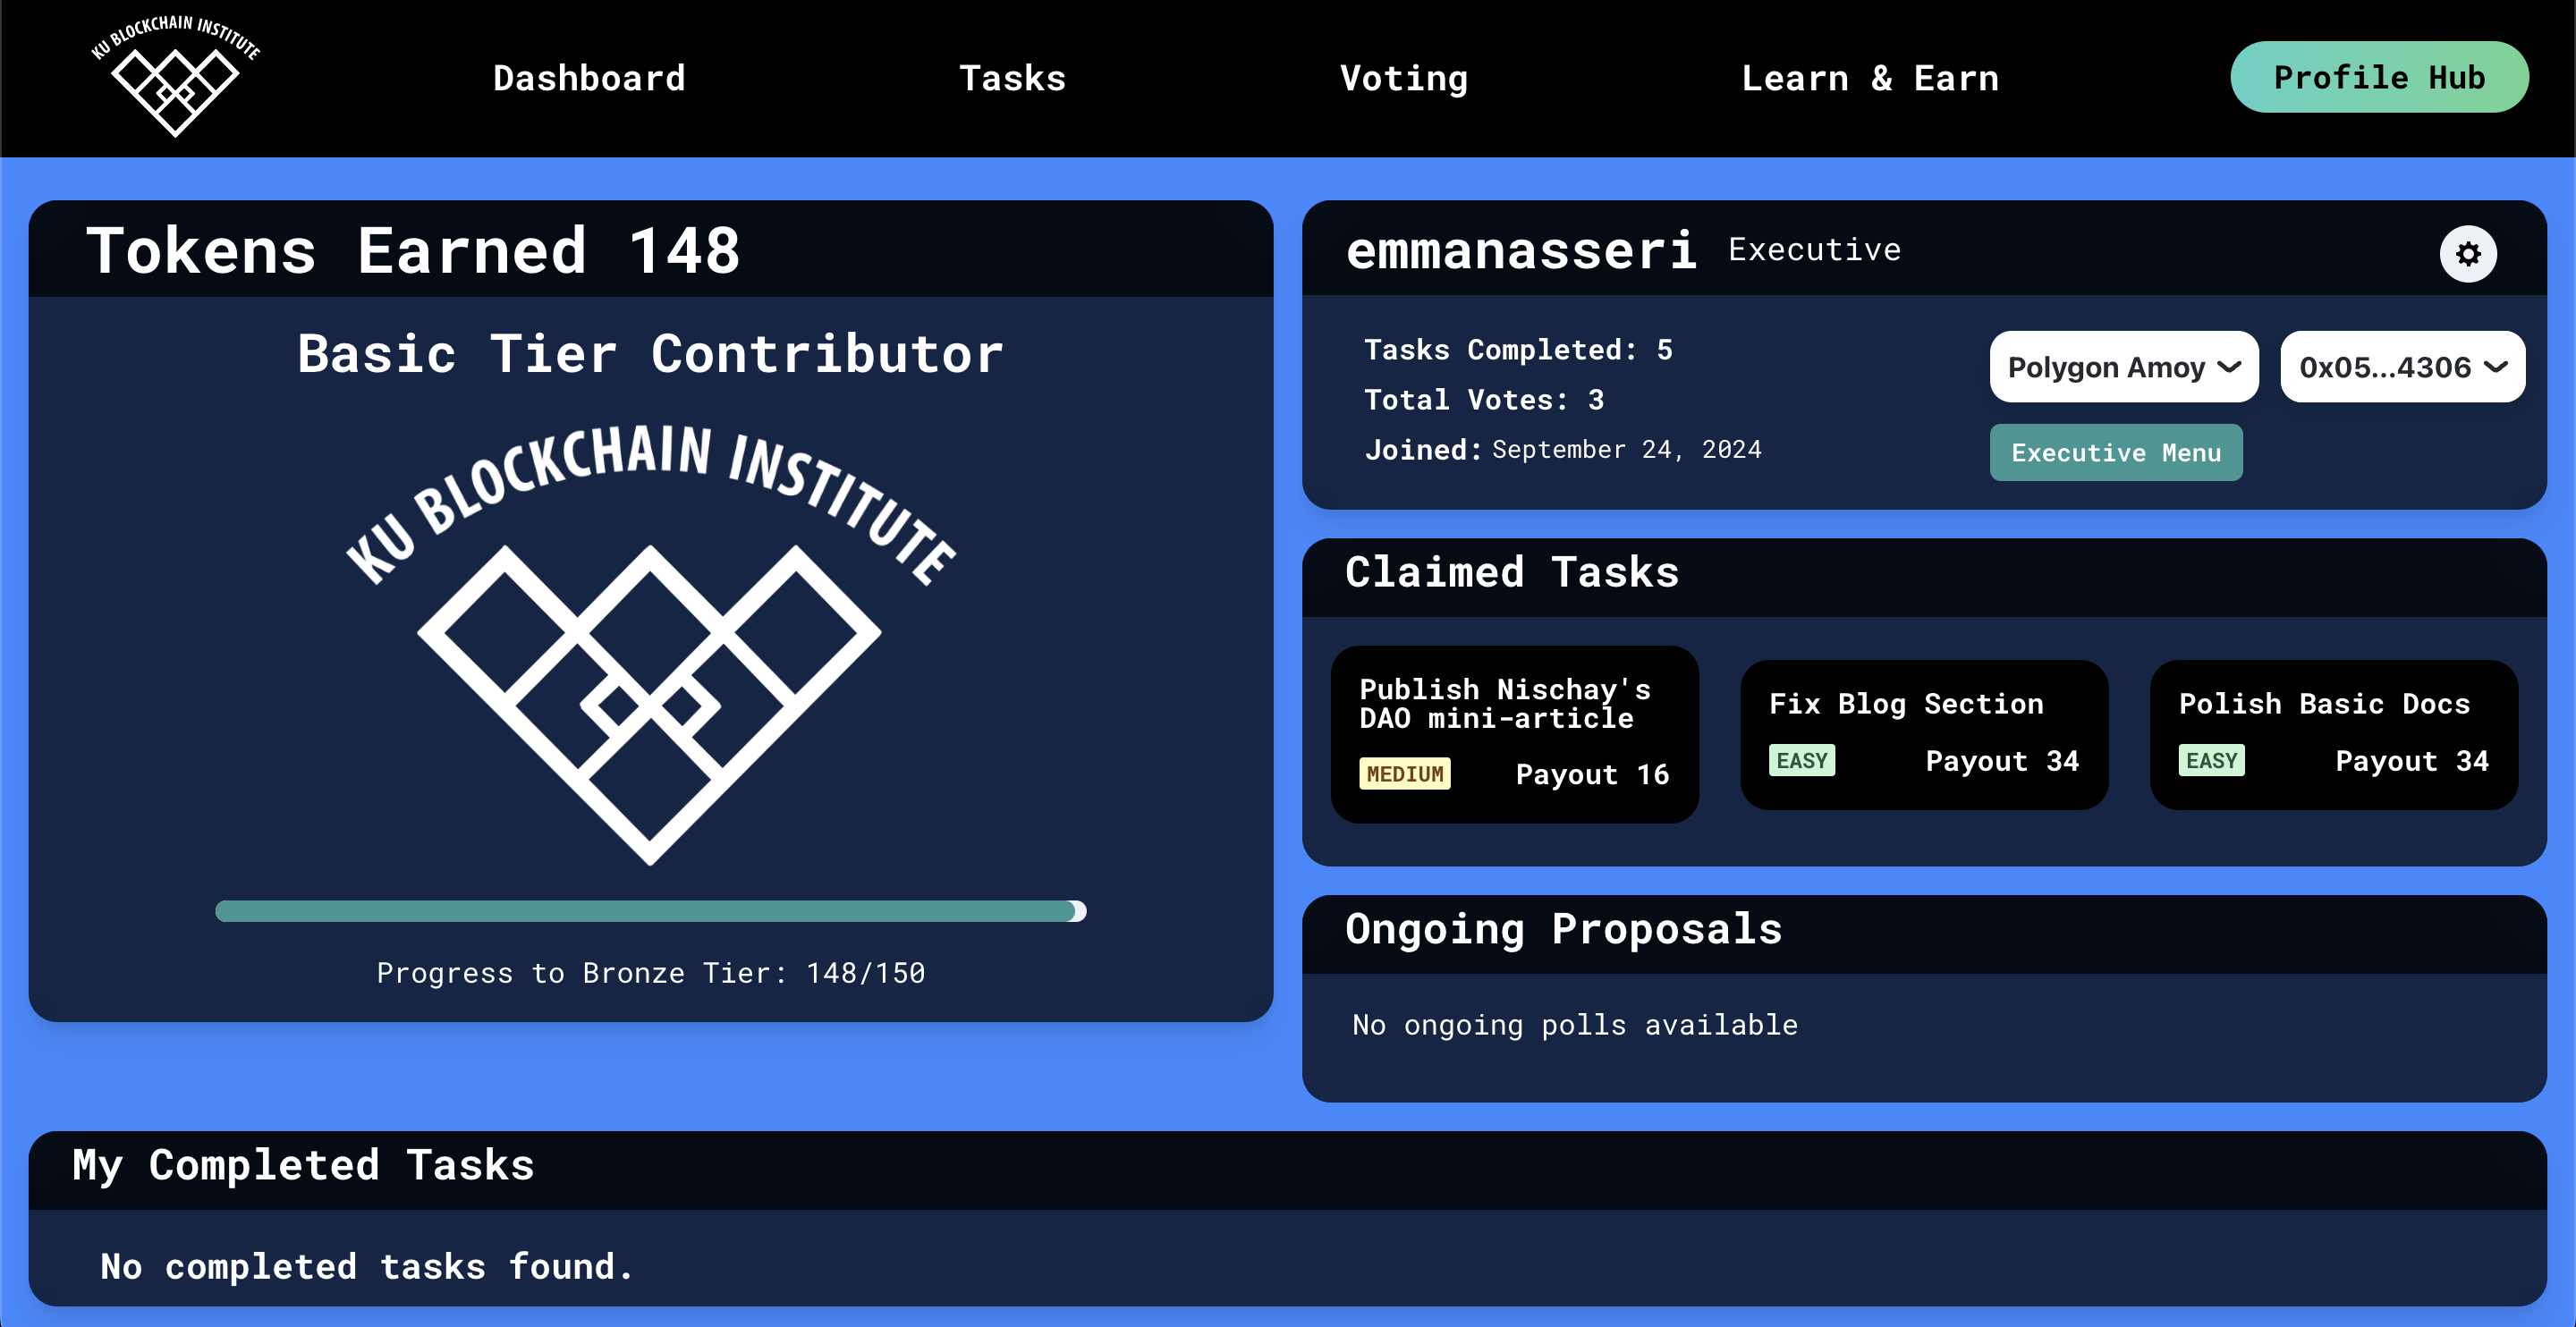 KU BLOCKCHAIN INSTITUTE
Dashboard
Tasks
Voting
Learn & Earn
Profile Hub
Tokens Earned 148
Basic Tier Contributor
KU BLOCKCHAIN INSTITUTE
Progress to Bronze Tier: 148/150
emmanasseri Executive
Tasks Completed: 5
Total Votes: 3
Joined: September 24, 2024
Polygon Amoy
0x05...4306
Executive Menu
Claimed Tasks
Publish Nischay's
DAO mini-article
MEDIUM Payout 16
Fix Blog Section
EASY Payout 34
Polish Basic Docs
EASY Payout 34
Ongoing Proposals
No ongoing polls available
My Completed Tasks
No completed tasks found.